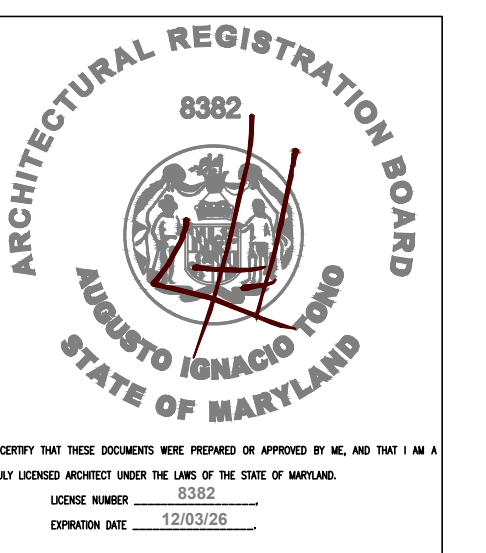 ARCHITECTURAL REGISTRATION BOARD
8382
AUGUSTO IGNACIO TONO
STATE OF MARYLAND
CERTIFY THAT THESE DOCUMENTS WERE PREPARED OR APPROVED BY ME, AND THAT I AM A
LICENSED ARCHITECT UNDER THE LAWS OF THE STATE OF MARYLAND.
LICENSE NUMBER 8382,
EXPIRATION DATE 12/03/26.